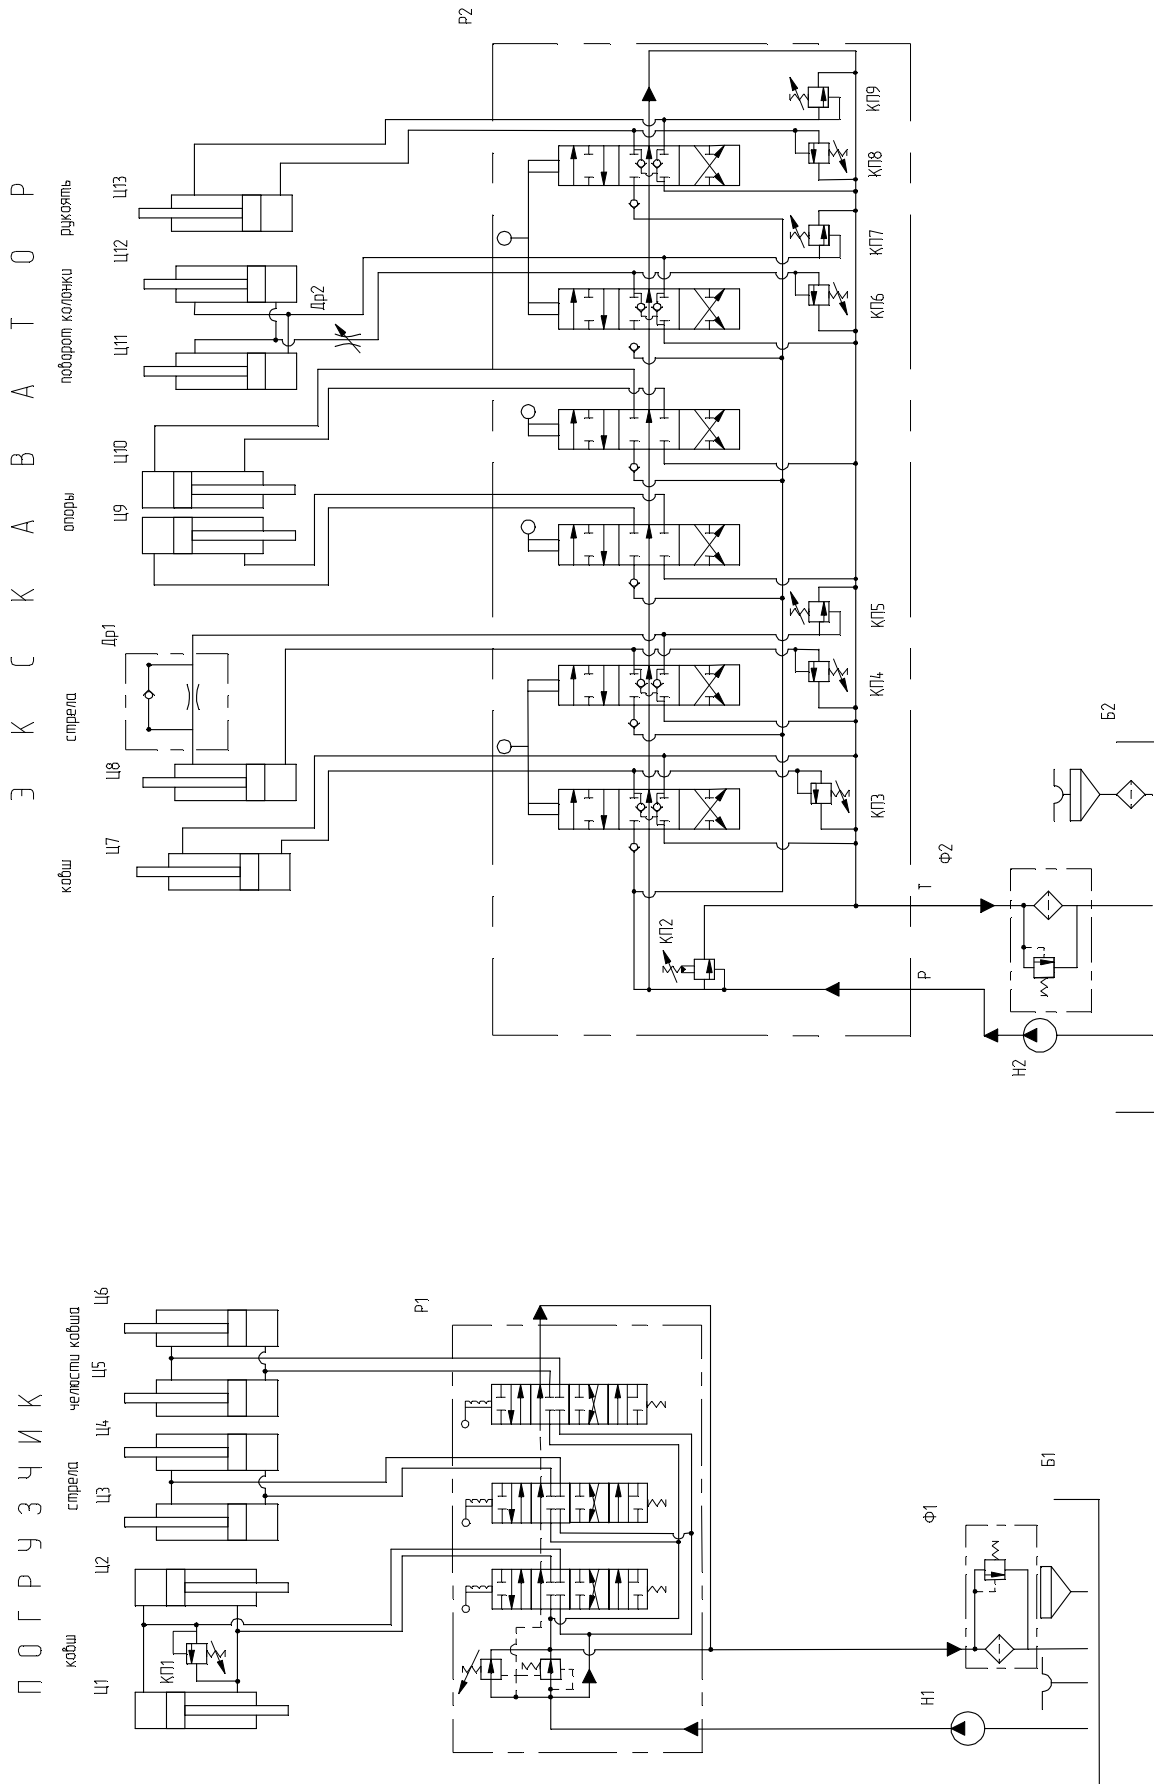 П О Г Р У З Ч И К
ковш
стрела
челюсти ковша
Ц1
Ц2
Ц3
Ц4
Ц5
Ц6
КП1
Р1
Н1
Ф1
Б1
Э К С К А В А Т О Р
ковш
стрела
опоры
поворот колонки
рукоять
Ц7
Ц8
Др1
Ц9
Ц10
Ц11
Ц12
Ц13
Др2
Р2
КП2
КП3
КП4
КП5
КП6
КП7
КП8
КП9
Р
Т
Н2
Ф2
Б2